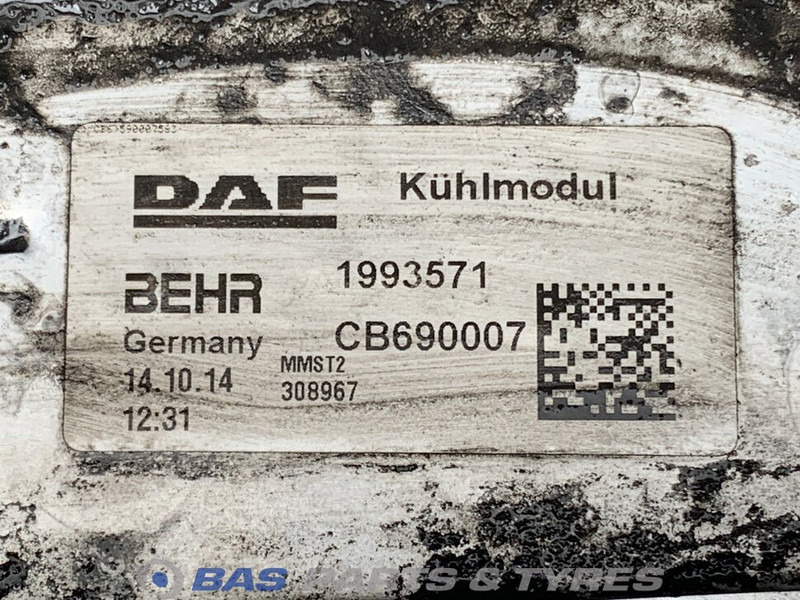 DAF Kühlmodul
BEHR 1993571
Germany CB690007
14.10.14 MMST2
12:31 308967
BAS PARTS & TYRES